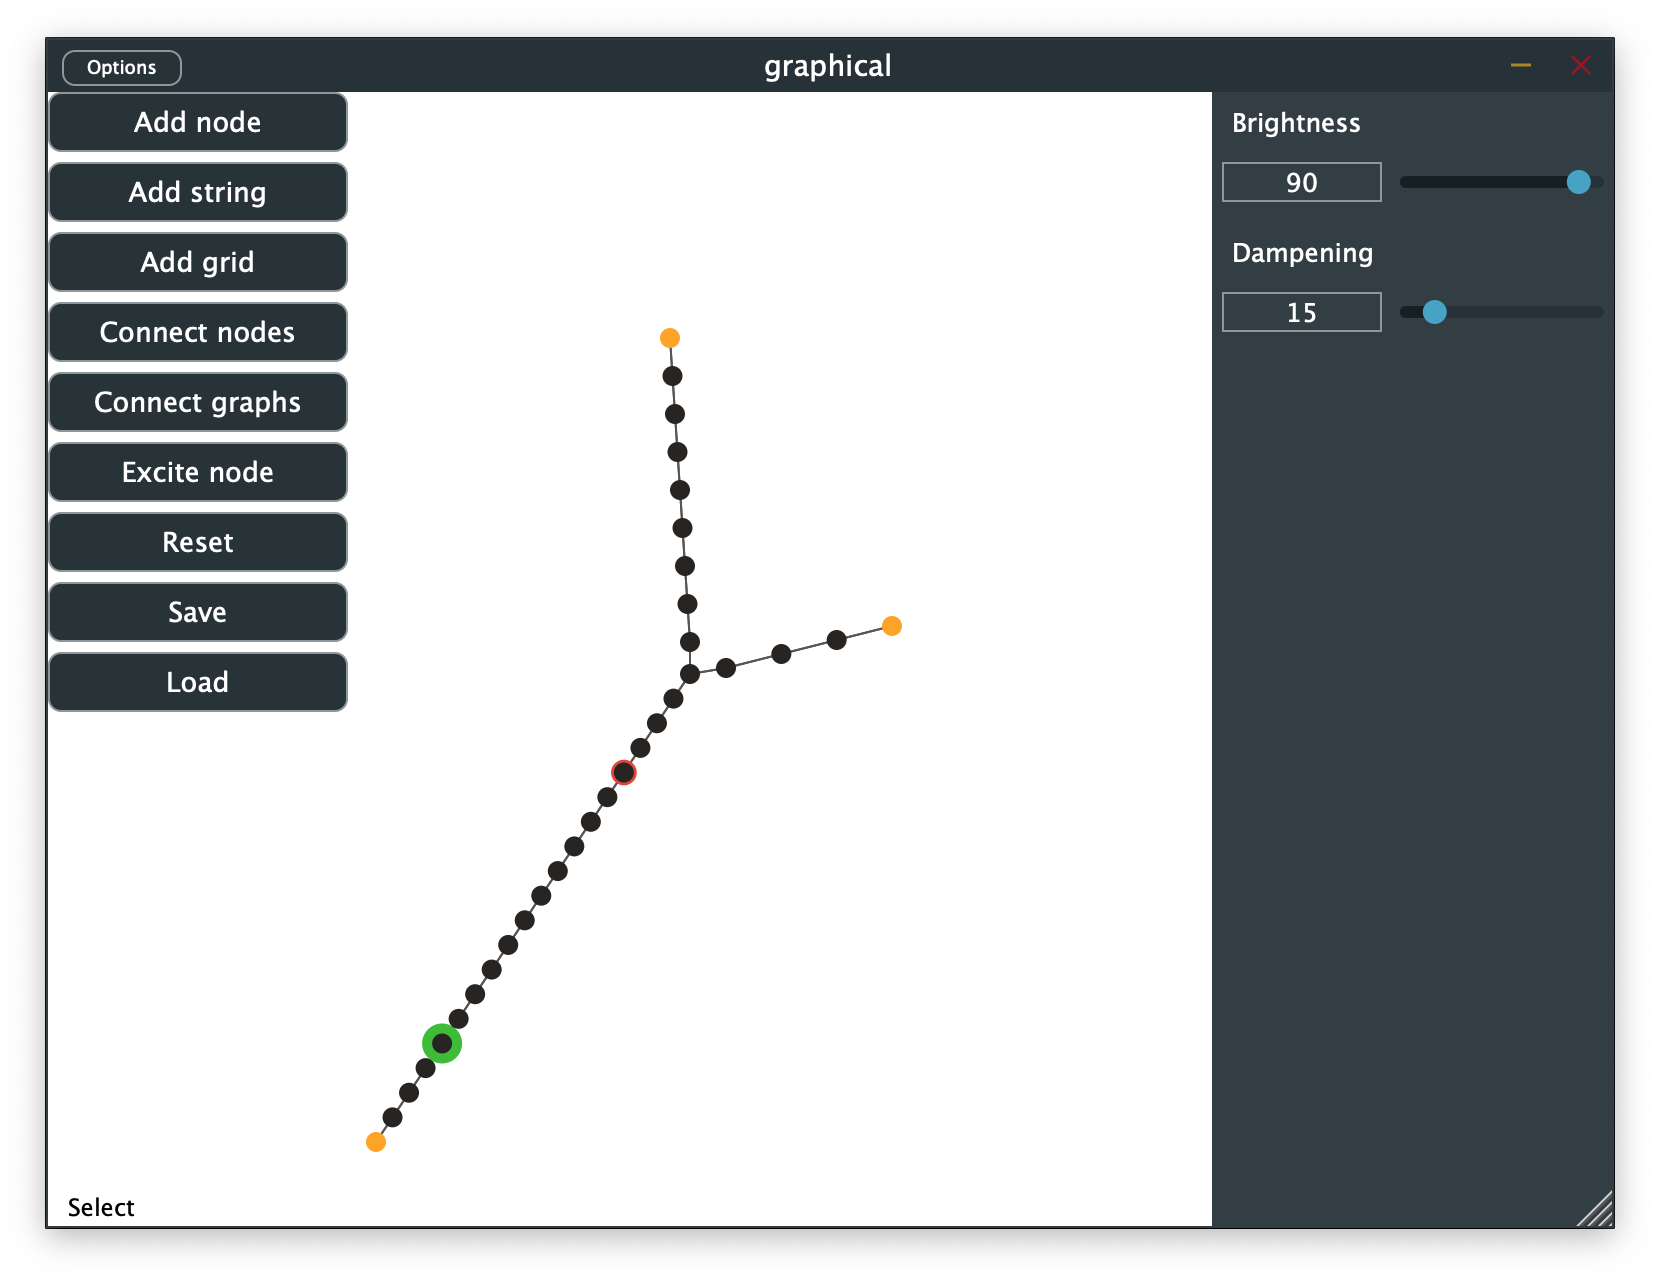 Options
graphical
Add node
Add string
Add grid
Connect nodes
Connect graphs
Excite node
Reset
Save
Load
Select
Brightness
90
Dampening
15